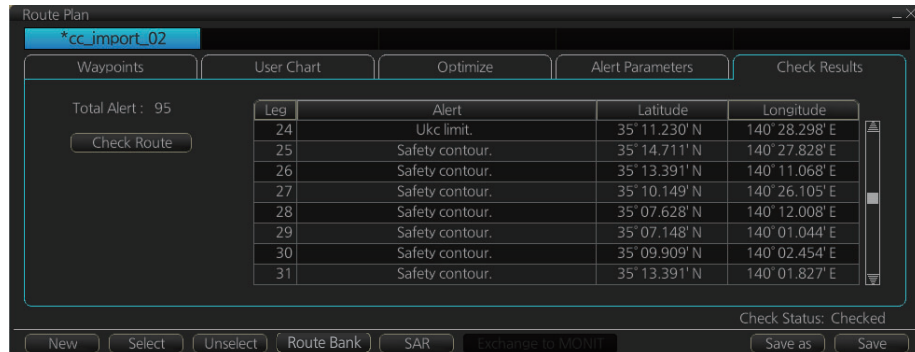 Route Plan
*cc_import_02
Waypoints User Chart Optimize Alert Parameters Check Results
Total Alert : 95
Check Route
Leg Alert Latitude Longitude
24 Ukc limit. 35°11.230' N 140°28.298' E
25 Safety contour. 35°14.711' N 140°27.828' E
26 Safety contour. 35°13.391' N 140°11.068' E
27 Safety contour. 35°10.149' N 140°26.105' E
28 Safety contour. 35°07.628' N 140°12.008' E
29 Safety contour. 35°07.148' N 140°01.044' E
30 Safety contour. 35°09.909' N 140°02.454' E
31 Safety contour. 35°13.391' N 140°01.827' E
Check Status: Checked
New Select Unselect Route Bank SAR Exchange to MONIT Save as Save